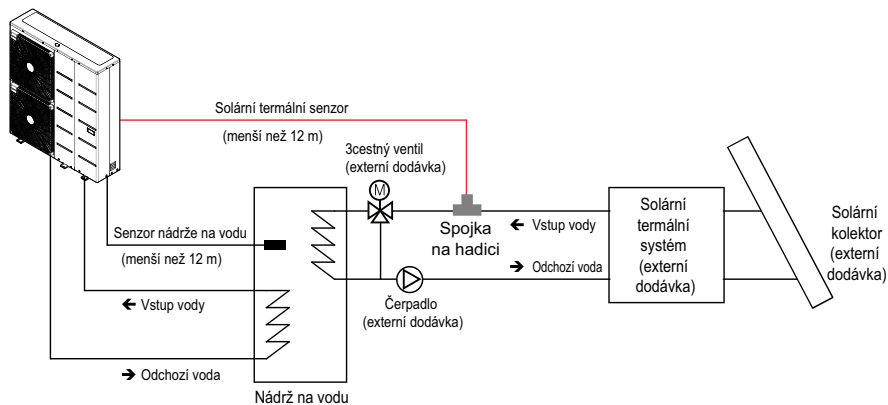 Solární termální senzor
(menší než 12 m)
3cestný ventil
(externí dodávka)
M
Spojka
na hadici
🡰 Vstup vody
🡲 Odchozí voda
Solární
termální
systém
(externí
dodávka)
Solární
kolektor
(externí
dodávka)
Senzor nádrže na vodu
(menší než 12 m)
🡰 Vstup vody
🡲 Odchozí voda
Čerpadlo
(externí dodávka)
Nádrž na vodu